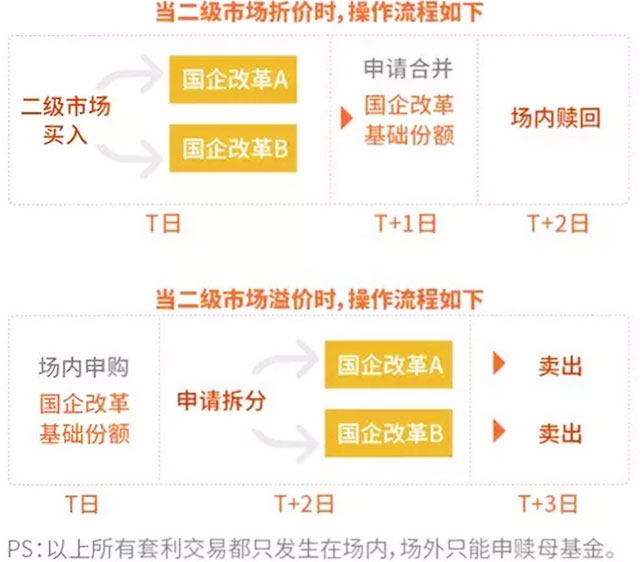 当二级市场折价时,操作流程如下
二级市场
买入
国企改革A
国企改革B
申请合并
国企改革
基础份额
场内赎回
T日
T+1日
T+2日
当二级市场溢价时,操作流程如下
场内申购
国企改革
基础份额
申请拆分
国企改革A
国企改革B
卖出
卖出
T日
T+2日
T+3日
PS:以上所有套利交易都只发生在场内,场外只能申赎母基金。